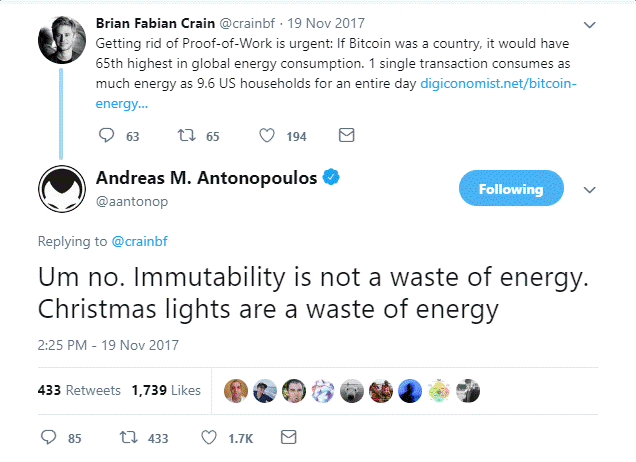 Brian Fabian Crain @crainbf · 19 Nov 2017
Getting rid of Proof-of-Work is urgent: If Bitcoin was a country, it would have
65th highest in global energy consumption. 1 single transaction consumes as
much energy as 9.6 US households for an entire day digiconomist.net/bitcoin-
energy...
63 65 194
Andreas M. Antonopoulos
@aantonop
Following
Replying to @crainbf
Um no. Immutability is not a waste of energy.
Christmas lights are a waste of energy
2:25 PM - 19 Nov 2017
433 Retweets 1,739 Likes
85 433 1.7K